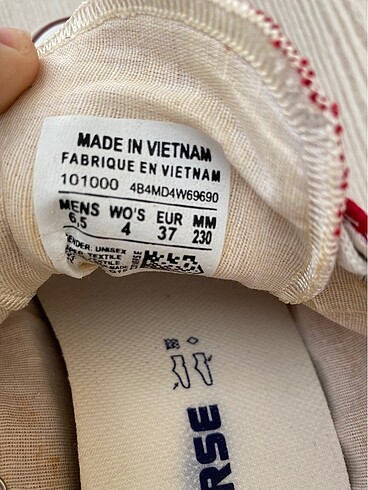 MADE IN VIETNAM
FABRIQUE EN VIETNAM
101000 4B4MD4W69690
MENS WO'S EUR MM
6,5 4 37 230
UNISEX
TEXTILE
RSE